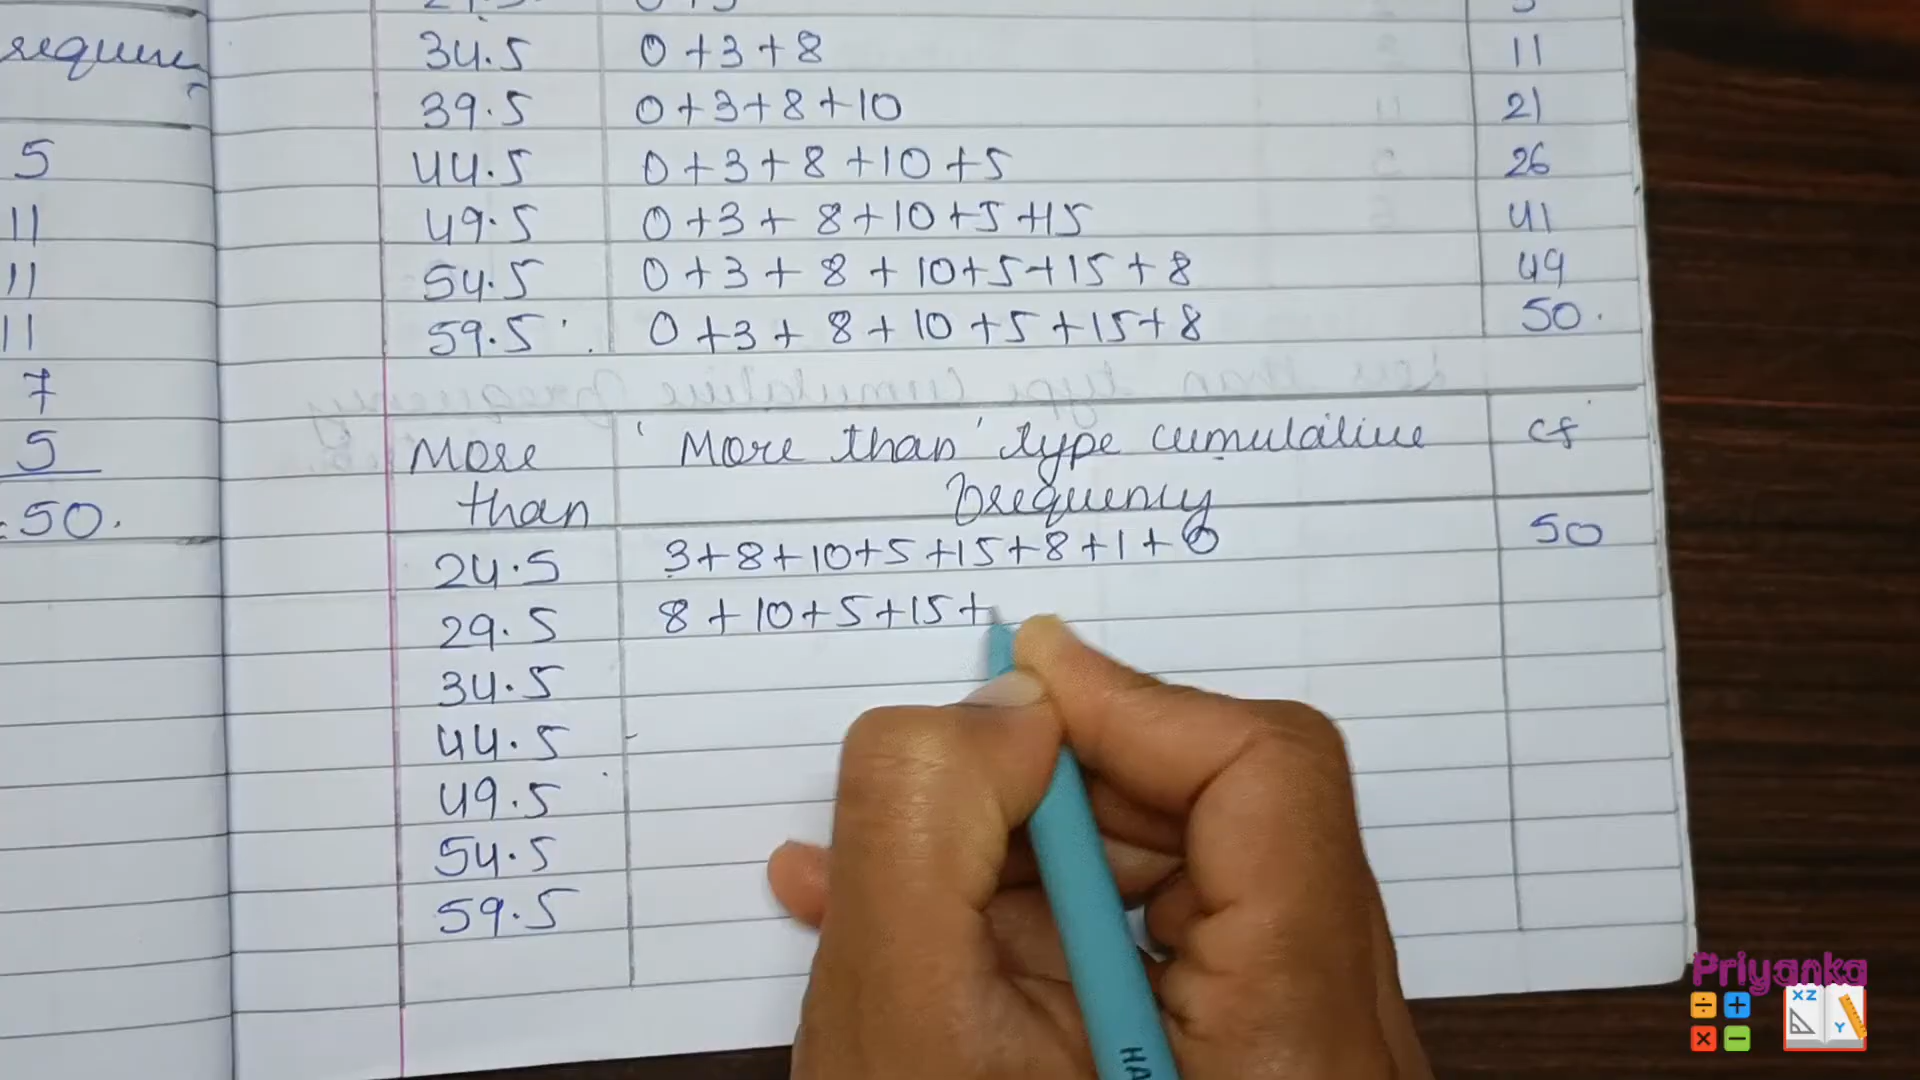 requency
5
11
11
11
7
5
50.
34.5 0+3+8 11
39.5 0+3+8+10 21
44.5 0+3+8+10+5 26
49.5 0+3+8+10+5+15 41
54.5 0+3+8+10+5+15+8 49
59.5 0+3+8+10+5+15+8 50.
More than 'More than' type cumulative frequency cf
24.5 3+8+10+5+15+8+1+0 50
29.5 8+10+5+15+
34.5
44.5
49.5
54.5
59.5
Priyanka
XZ
Y
HA